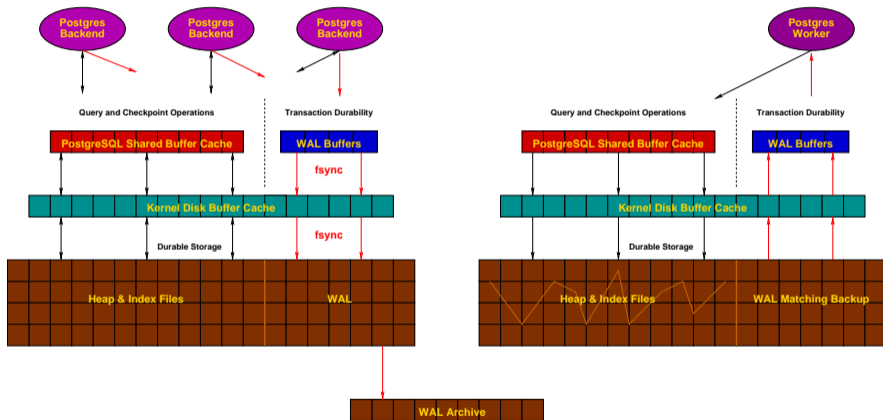 Postgres
Backend
Postgres
Backend
Postgres
Backend
Query and Checkpoint Operations
Transaction Durability
PostgreSQL Shared Buffer Cache
WAL Buffers
fsync
Kernel Disk Buffer Cache
fsync
Durable Storage
Heap & Index Files
WAL
WAL Archive
Postgres
Worker
Query and Checkpoint Operations
Transaction Durability
PostgreSQL Shared Buffer Cache
WAL Buffers
Kernel Disk Buffer Cache
Durable Storage
Heap & Index Files
WAL Matching Backup